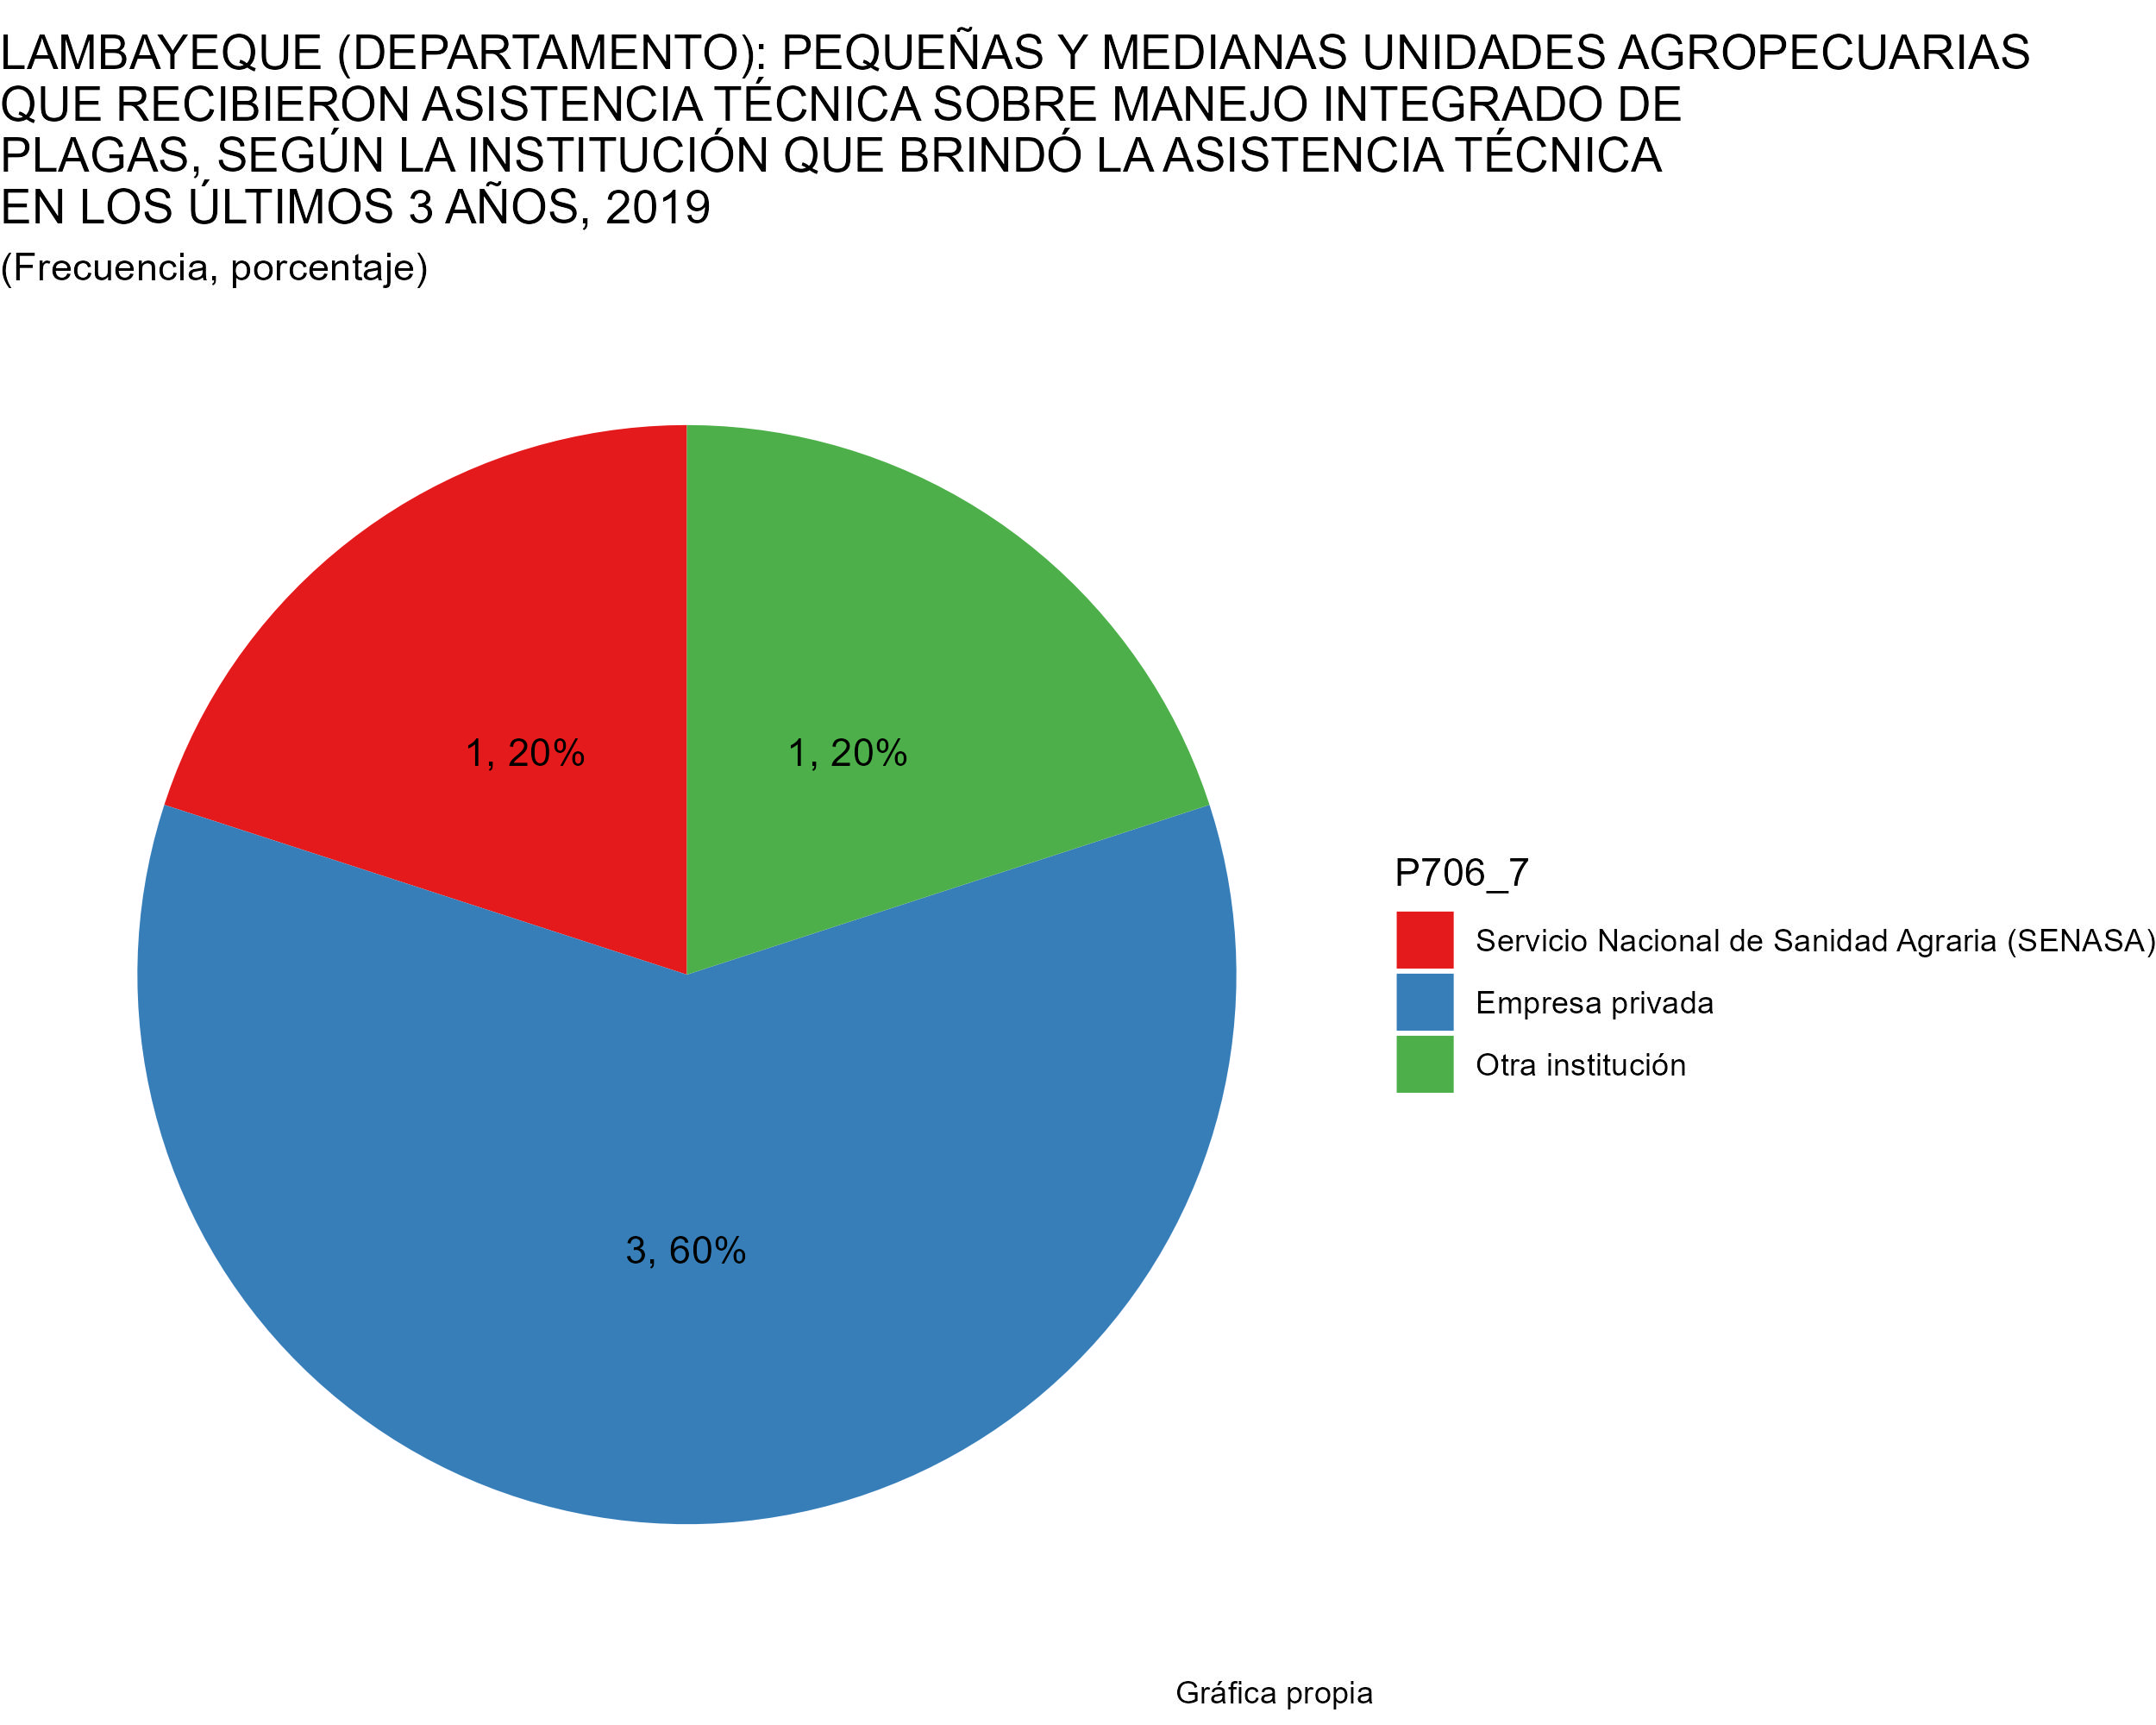 LAMBAYEQUE (DEPARTAMENTO): PEQUEÑAS Y MEDIANAS UNIDADES AGROPECUARIAS
QUE RECIBIERON ASISTENCIA TÉCNICA SOBRE MANEJO INTEGRADO DE
PLAGAS, SEGÚN LA INSTITUCIÓN QUE BRINDÓ LA ASISTENCIA TÉCNICA
EN LOS ÚLTIMOS 3 AÑOS, 2019
(Frecuencia, porcentaje)
1, 20%
1, 20%
3, 60%
P706_7
Servicio Nacional de Sanidad Agraria (SENASA)
Empresa privada
Otra institución
Gráfica propia